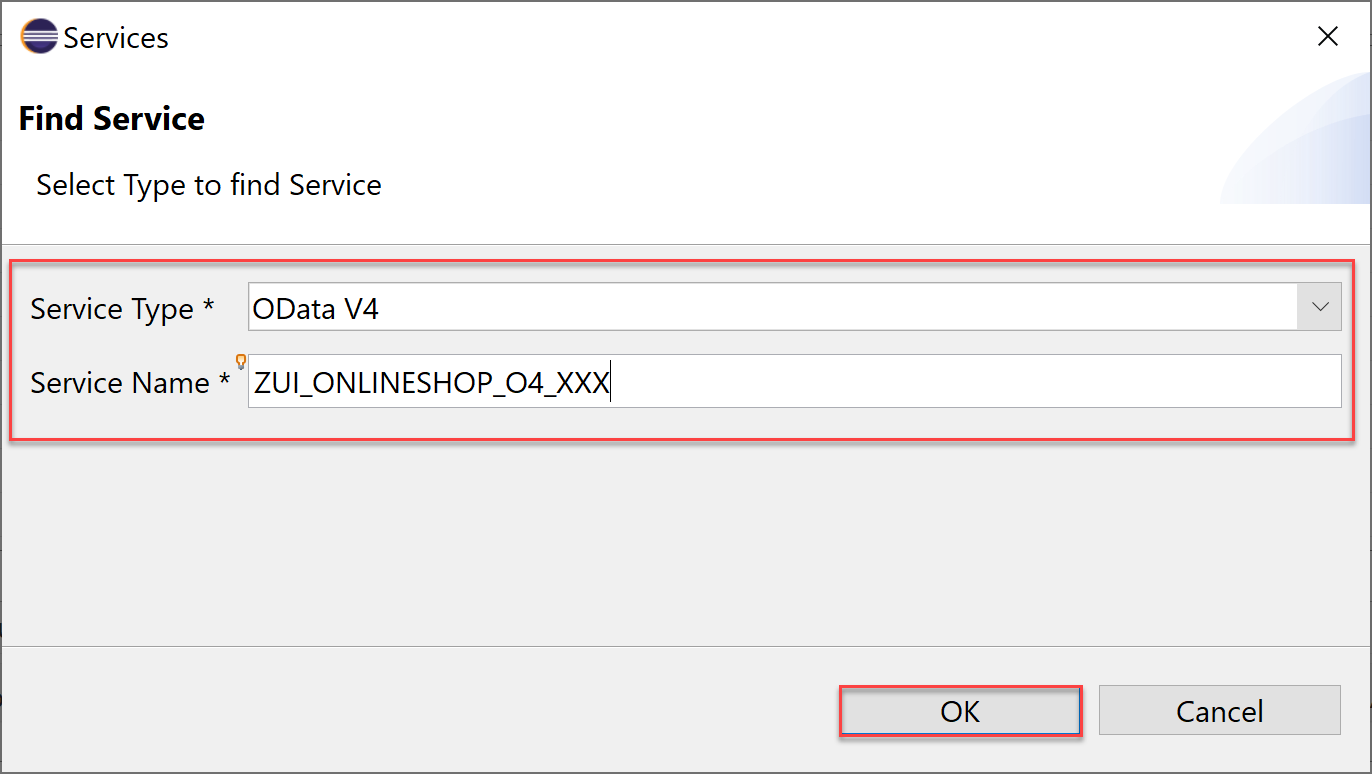 Services
Find Service
Select Type to find Service
Service Type * OData V4
Service Name * ZUI_ONLINESHOP_O4_XXX
OK Cancel